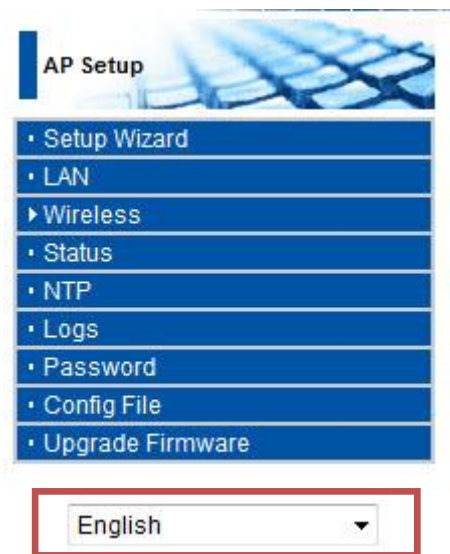 AP Setup
Setup Wizard
LAN
Wireless
Status
NTP
Logs
Password
Config File
Upgrade Firmware
English